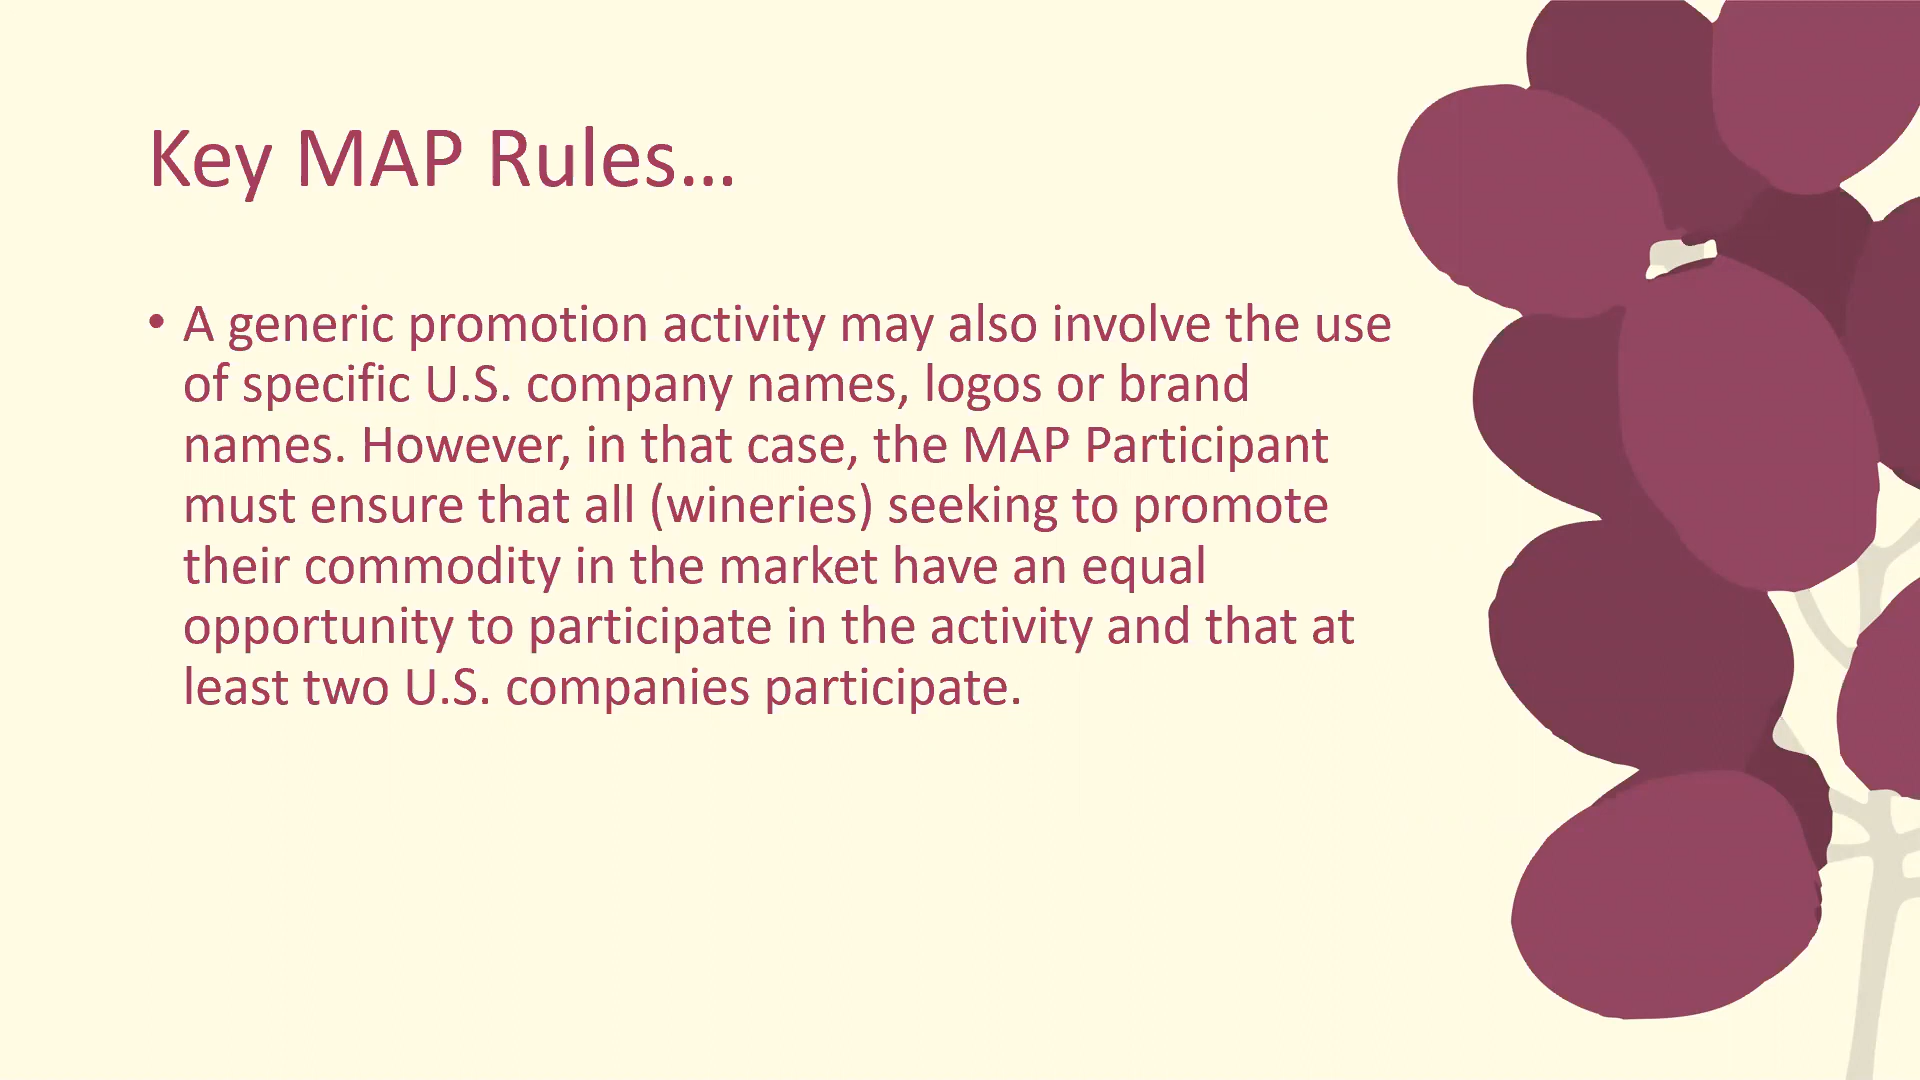 Key MAP Rules...
• A generic promotion activity may also involve the use
of specific U.S. company names, logos or brand
names. However, in that case, the MAP Participant
must ensure that all (wineries) seeking to promote
their commodity in the market have an equal
opportunity to participate in the activity and that at
least two U.S. companies participate.